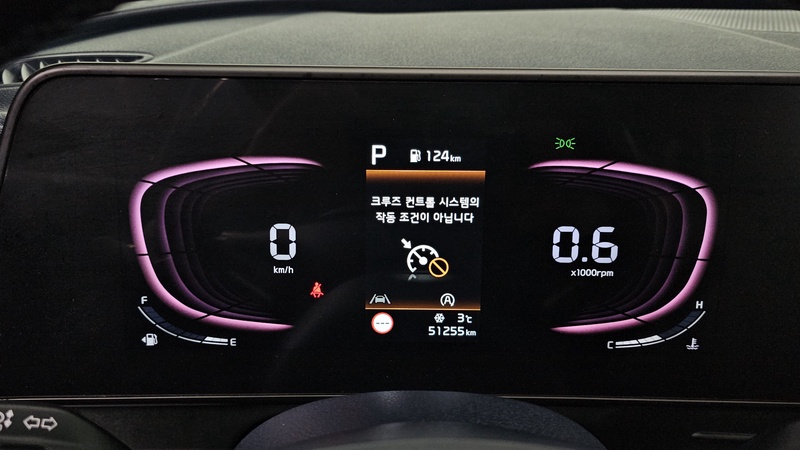 P 124km
크루즈 컨트롤 시스템의
작동 조건이 아닙니다
0
km/h
0.6
x1000rpm
A
F
E
---
3℃
51255km
H
C